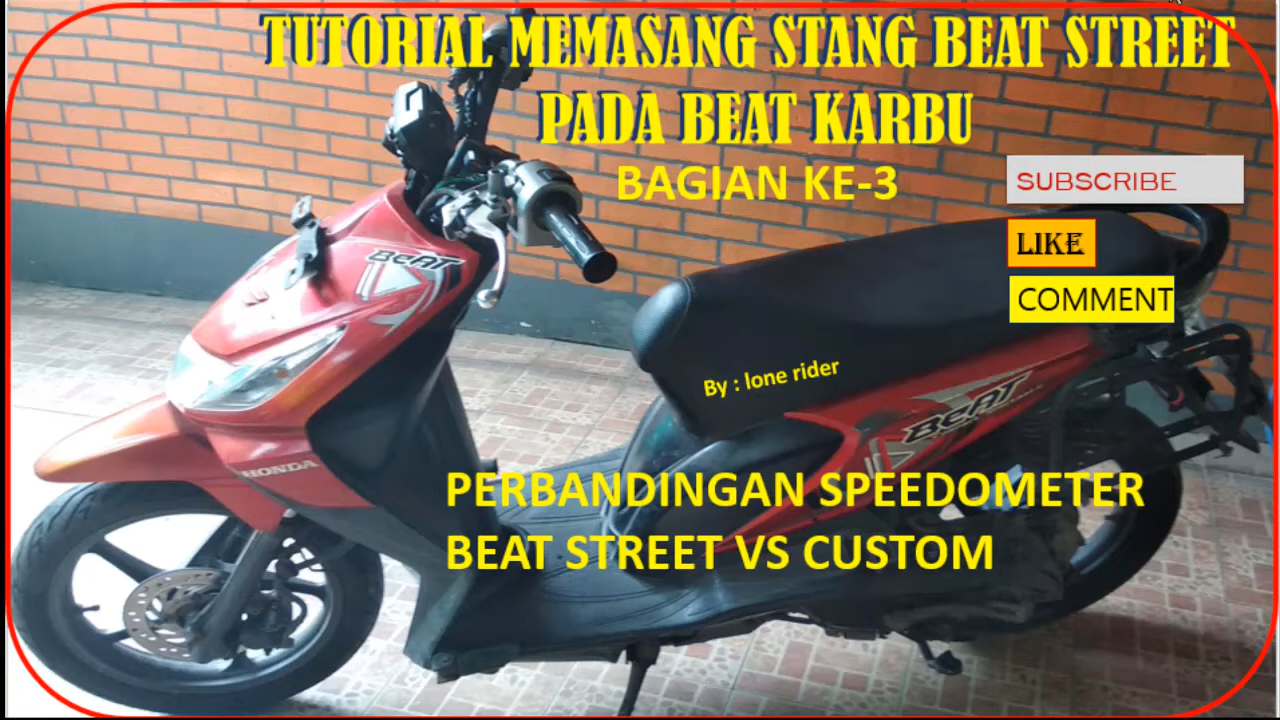 TUTORIAL MEMASANG STANG BEAT STREET
PADA BEAT KARBU
BAGIAN KE-3
SUBSCRIBE
LIKE
COMMENT
BEAT
By : lone rider
BEAT
HONDA
PERBANDINGAN SPEEDOMETER
BEAT STREET VS CUSTOM